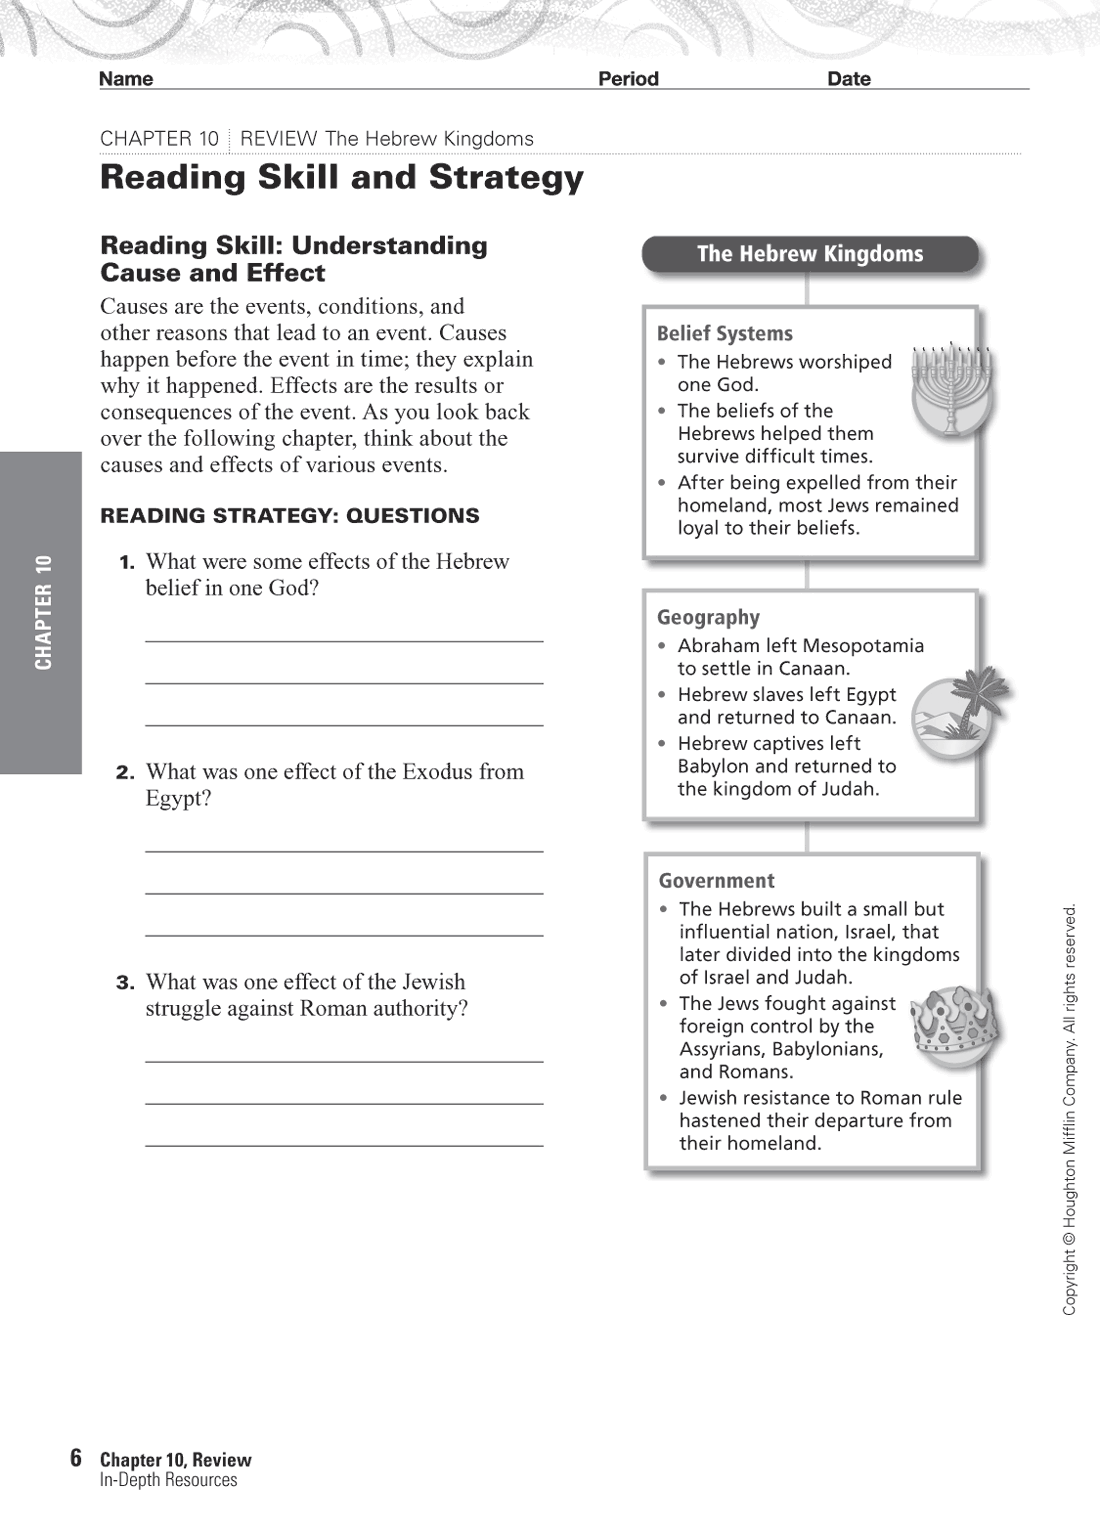 Name Period Date
CHAPTER 10 REVIEW The Hebrew Kingdoms
Reading Skill and Strategy
Reading Skill: Understanding
Cause and Effect
Causes are the events, conditions, and
other reasons that lead to an event. Causes
happen before the event in time; they explain
why it happened. Effects are the results or
consequences of the event. As you look back
over the following chapter, think about the
causes and effects of various events.
READING STRATEGY: QUESTIONS
1. What were some effects of the Hebrew
belief in one God?
2. What was one effect of the Exodus from
Egypt?
3. What was one effect of the Jewish
struggle against Roman authority?
The Hebrew Kingdoms
Belief Systems
• The Hebrews worshiped
one God.
• The beliefs of the
Hebrews helped them
survive difficult times.
• After being expelled from their
homeland, most Jews remained
loyal to their beliefs.
Geography
• Abraham left Mesopotamia
to settle in Canaan.
• Hebrew slaves left Egypt
and returned to Canaan.
• Hebrew captives left
Babylon and returned to
the kingdom of Judah.
Government
• The Hebrews built a small but
influential nation, Israel, that
later divided into the kingdoms
of Israel and Judah.
• The Jews fought against
foreign control by the
Assyrians, Babylonians,
and Romans.
• Jewish resistance to Roman rule
hastened their departure from
their homeland.
CHAPTER 10
Copyright © Houghton Mifflin Company. All rights reserved.
6 Chapter 10, Review
In-Depth Resources